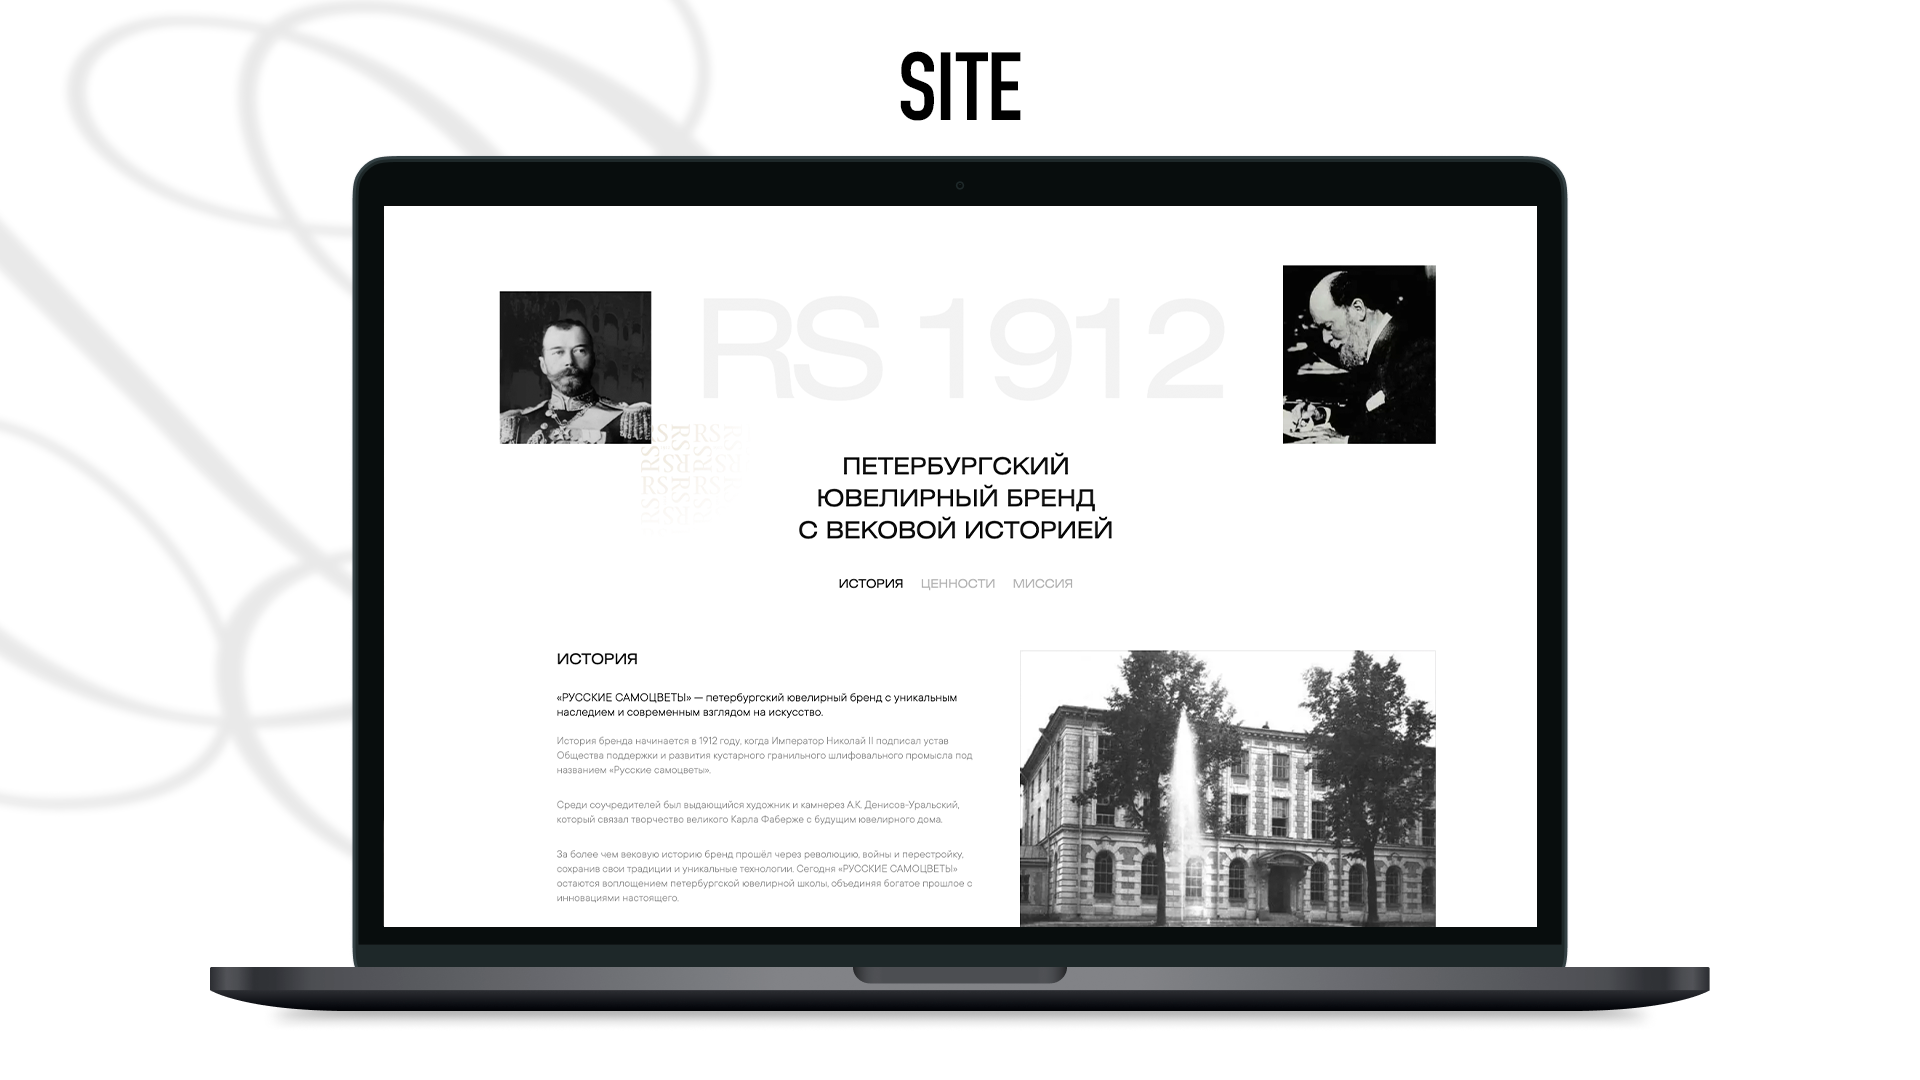 SITE
RS 1912
ПЕТЕРБУРГСКИЙ
ЮВЕЛИРНЫЙ БРЕНД
С ВЕКОВОЙ ИСТОРИЕЙ
ИСТОРИЯ ЦЕННОСТИ МИССИЯ
ИСТОРИЯ
«РУССКИЕ САМОЦВЕТЫ» — петербургский ювелирный бренд с уникальным
наследием и современным взглядом на искусство.
История бренда начинается в 1912 году, когда Император Николай II подписал устав
Общества поддержки и развития кустарного гранильного шлифовального промысла под
названием «Русские самоцветы».
Среди соучредителей был выдающийся художник и камнерез А.К. Денисов-Уральский,
который связал творчество великого Карла Фаберже с будущим ювелирного дома.
За более чем вековую историю бренд прошёл через революцию, войны и перестройку,
сохранив свои традиции и уникальные технологии. Сегодня «РУССКИЕ САМОЦВЕТЫ»
остаются воплощением петербургской ювелирной школы, объединяя богатое прошлое с
инновациями настоящего.